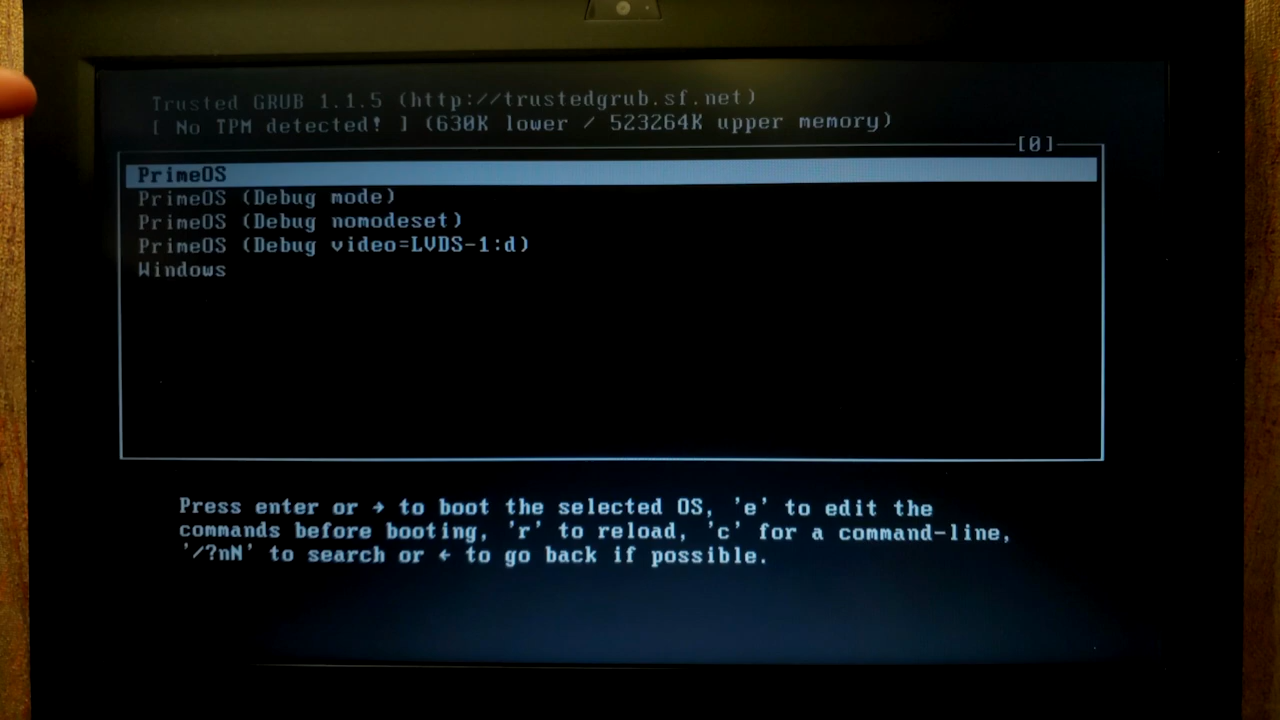 Trusted GRUB 1.1.5 (http://trustedgrub.sf.net)
[ No TPM detected! ] (630K lower / 523264K upper memory)
[0]
PrimeOS
PrimeOS (Debug mode)
PrimeOS (Debug nomodeset)
PrimeOS (Debug video=LVDS-1:d)
Windows
Press enter or → to boot the selected OS, 'e' to edit the
commands before booting, 'r' to reload, 'c' for a command-line,
'/?nN' to search or ← to go back if possible.